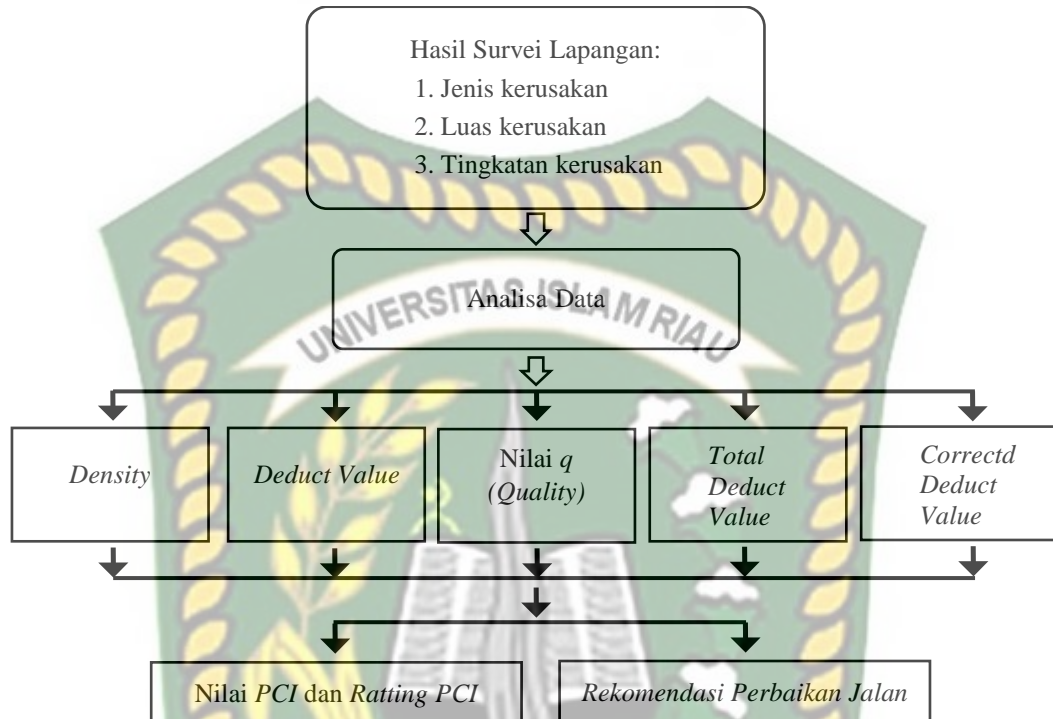 Hasil Survei Lapangan:
1. Jenis kerusakan
2. Luas kerusakan
3. Tingkatan kerusakan
Analisa Data
UNIVERSITAS ISLAM RIAU
Density
Deduct Value
Nilai q
(Quality)
Total
Deduct
Value
Correctd
Deduct
Value
Nilai PCI dan Ratting PCI
Rekomendasi Perbaikan Jalan